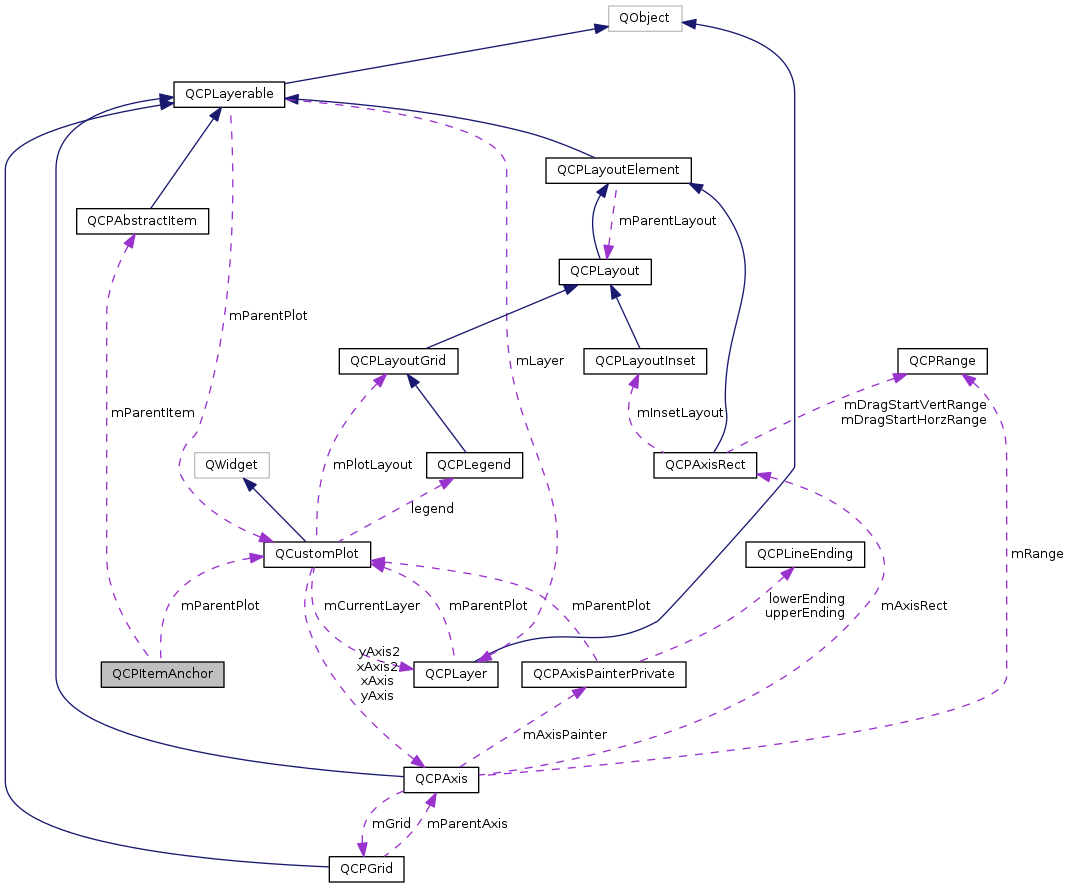 QObject
QCPLayerable
QCPLayoutElement
QCPAbstractItem
mParentLayout
QCPLayout
mParentPlot
QCPLayoutGrid
QCPLayoutInset
QCPRange
mLayer
mParentItem
mInsetLayout
mDragStartVertRange
mDragStartHorzRange
QWidget
mPlotLayout
QCPLegend
QCPAxisRect
legend
QCustomPlot
QCPLineEnding
mRange
mParentPlot
mCurrentLayer
mParentPlot
mParentPlot
lowerEnding
upperEnding
mAxisRect
yAxis2
xAxis2
xAxis
yAxis
QCPItemAnchor
QCPLayer
QCPAxisPainterPrivate
mAxisPainter
QCPAxis
mGrid
mParentAxis
QCPGrid